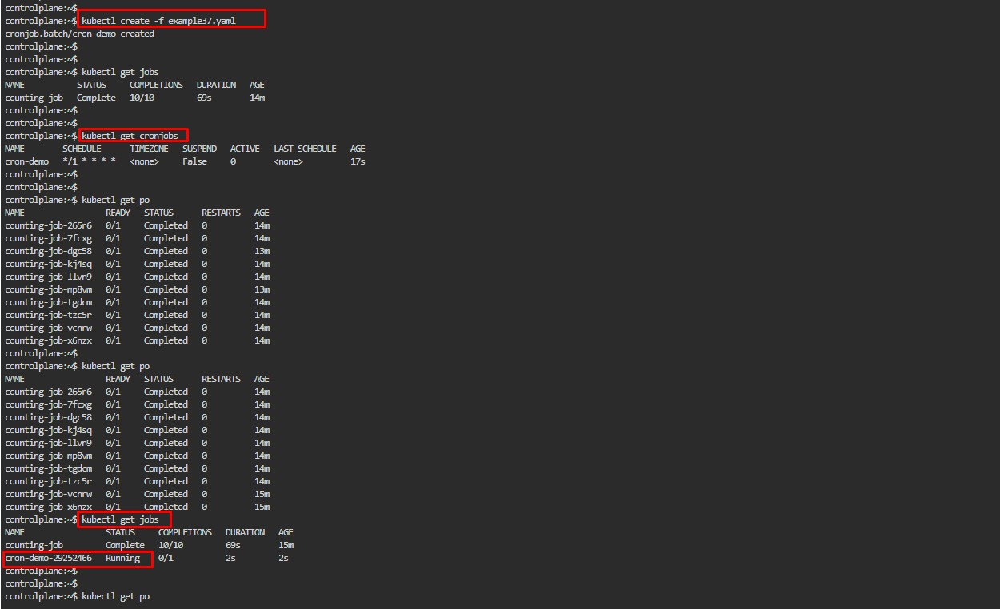 controlplane:~$
controlplane:~$ kubectl create -f example37.yaml
cronjob.batch/cron-demo created
controlplane:~$
controlplane:~$
controlplane:~$ kubectl get jobs
NAME STATUS COMPLETIONS DURATION AGE
counting-job Complete 10/10 69s 14m
controlplane:~$
controlplane:~$
controlplane:~$ kubectl get cronjobs
NAME SCHEDULE TIMEZONE SUSPEND ACTIVE LAST SCHEDULE AGE
cron-demo */1 * * * * <none> False 0 <none> 17s
controlplane:~$
controlplane:~$
controlplane:~$ kubectl get po
NAME READY STATUS RESTARTS AGE
counting-job-265r6 0/1 Completed 0 14m
counting-job-7fcxg 0/1 Completed 0 14m
counting-job-dgc58 0/1 Completed 0 13m
counting-job-kj4sq 0/1 Completed 0 14m
counting-job-llvn9 0/1 Completed 0 14m
counting-job-mp8vm 0/1 Completed 0 13m
counting-job-tgdcm 0/1 Completed 0 14m
counting-job-tzc5r 0/1 Completed 0 14m
counting-job-vcnrw 0/1 Completed 0 14m
counting-job-x6nzx 0/1 Completed 0 14m
controlplane:~$
controlplane:~$ kubectl get po
NAME READY STATUS RESTARTS AGE
counting-job-265r6 0/1 Completed 0 14m
counting-job-7fcxg 0/1 Completed 0 14m
counting-job-dgc58 0/1 Completed 0 14m
counting-job-kj4sq 0/1 Completed 0 14m
counting-job-llvn9 0/1 Completed 0 14m
counting-job-mp8vm 0/1 Completed 0 14m
counting-job-tgdcm 0/1 Completed 0 14m
counting-job-tzc5r 0/1 Completed 0 14m
counting-job-vcnrw 0/1 Completed 0 15m
counting-job-x6nzx 0/1 Completed 0 15m
controlplane:~$ kubectl get jobs
NAME STATUS COMPLETIONS DURATION AGE
counting-job Complete 10/10 69s 15m
cron-demo-29252466 Running 0/1 2s 2s
controlplane:~$
controlplane:~$
controlplane:~$ kubectl get po